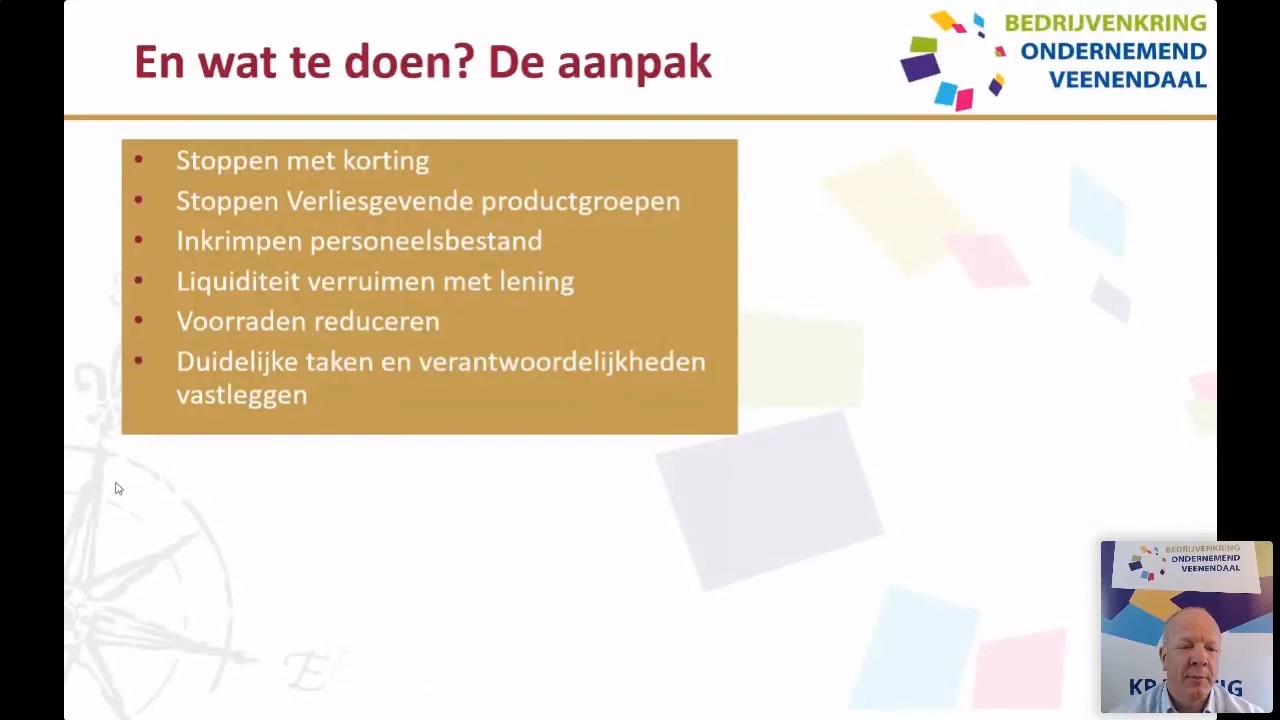 En wat te doen? De aanpak
BEDRIJVENKRING
ONDERNEMEND
VEENENDAAL
• Stoppen met korting
• Stoppen Verliesgevende productgroepen
• Inkrimpen personeelsbestand
• Liquiditeit verruimen met lening
• Voorraden reduceren
• Duidelijke taken en verantwoordelijkheden
vastleggen
BEDRIJVENKRING
ONDERNEMEND
VEENENDAAL